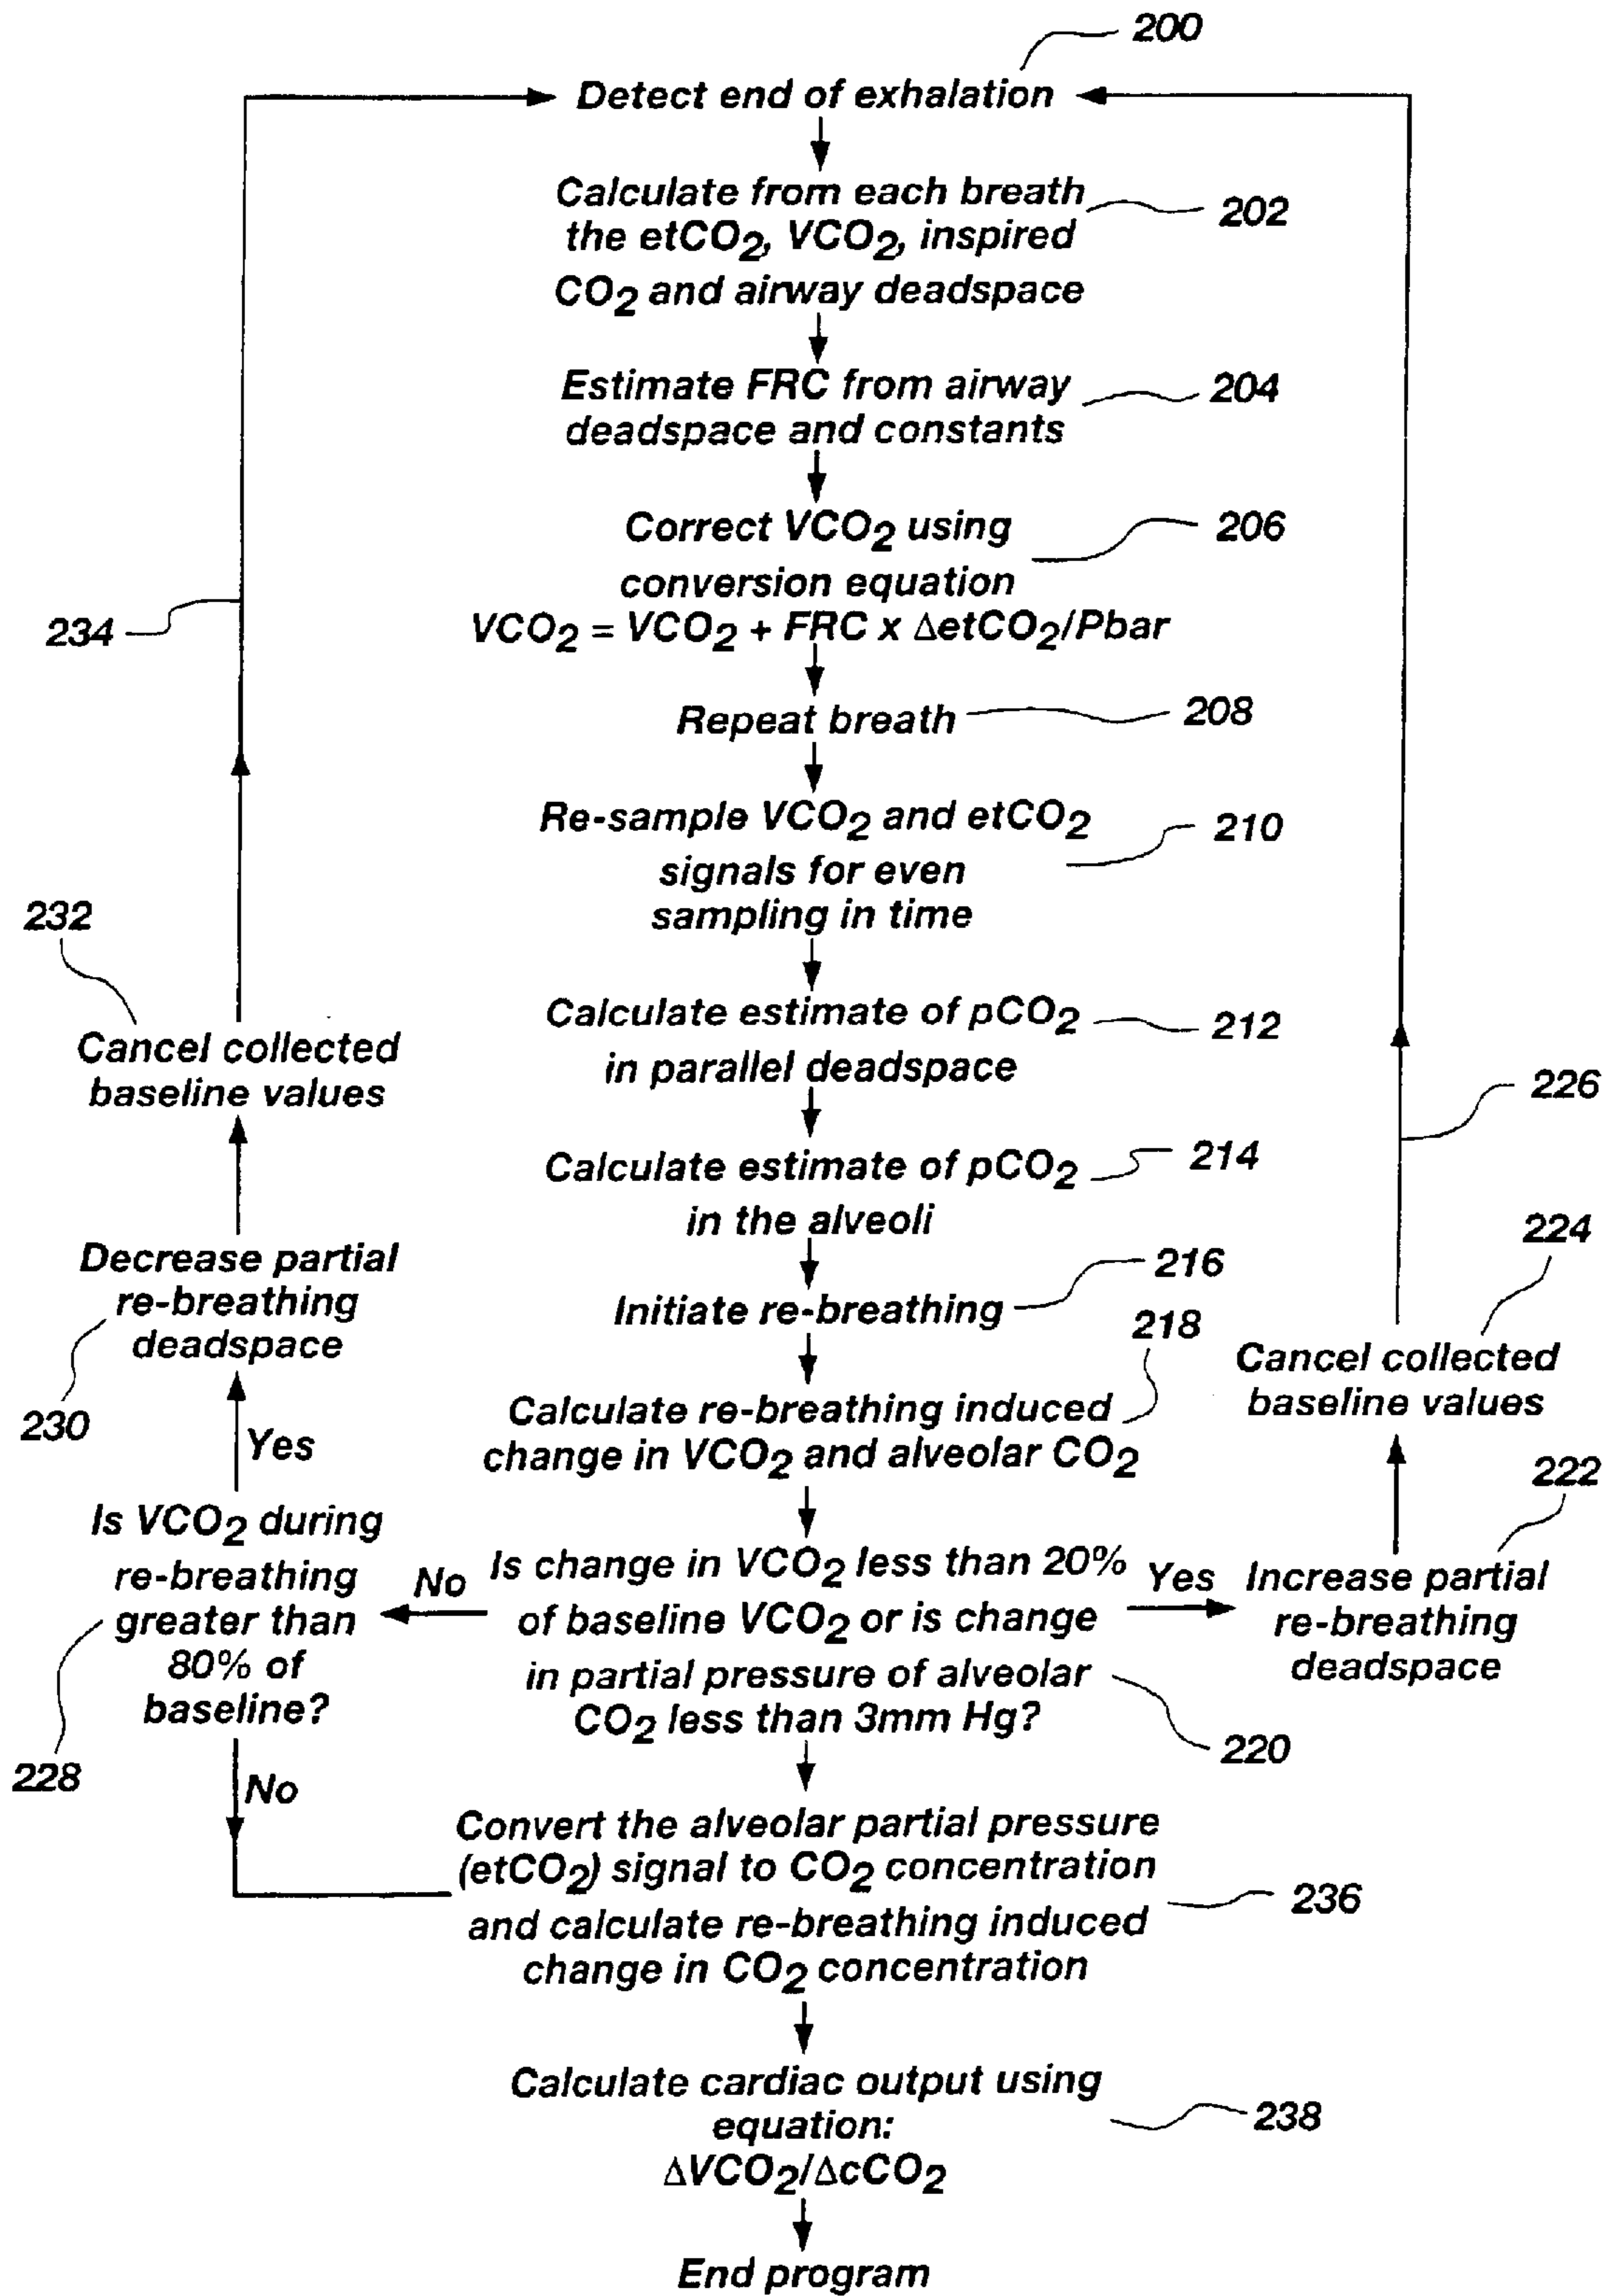 200
Detect end of exhalation
Calculate from each breath
the etCO2, VCO2, inspired
CO2 and airway deadspace
202
Estimate FRC from airway
deadspace and constants
204
Correct VCO2 using
conversion equation
VCO2 = VCO2 + FRC x ΔetCO2/Pbar
206
234
Repeat breath
208
Re-sample VCO2 and etCO2
signals for even
sampling in time
210
232
Cancel collected
baseline values
Calculate estimate of pCO2
in parallel deadspace
212
226
Calculate estimate of pCO2
in the alveoli
214
Decrease partial
re-breathing
deadspace
230
Yes
Initiate re-breathing
216
218
224
Cancel collected
baseline values
Calculate re-breathing induced
change in VCO2 and alveolar CO2
222
Is VCO2 during
re-breathing
greater than
80% of
baseline?
228
No
No
Is change in VCO2 less than 20%
of baseline VCO2 or is change
in partial pressure of alveolar
CO2 less than 3mm Hg?
220
Yes
Increase partial
re-breathing
deadspace
Convert the alveolar partial pressure
(etCO2) signal to CO2 concentration
and calculate re-breathing induced
change in CO2 concentration
236
Calculate cardiac output using
equation:
ΔVCO2/ΔcCO2
238
End program